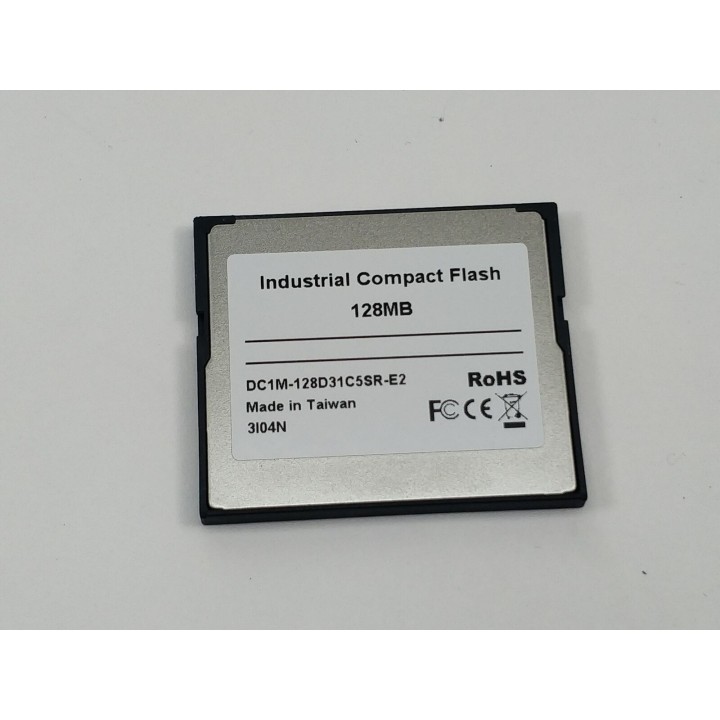 Industrial Compact Flash
128MB
DC1M-128D31C5SR-E2
RoHS
Made in Taiwan
FC CE
3I04N